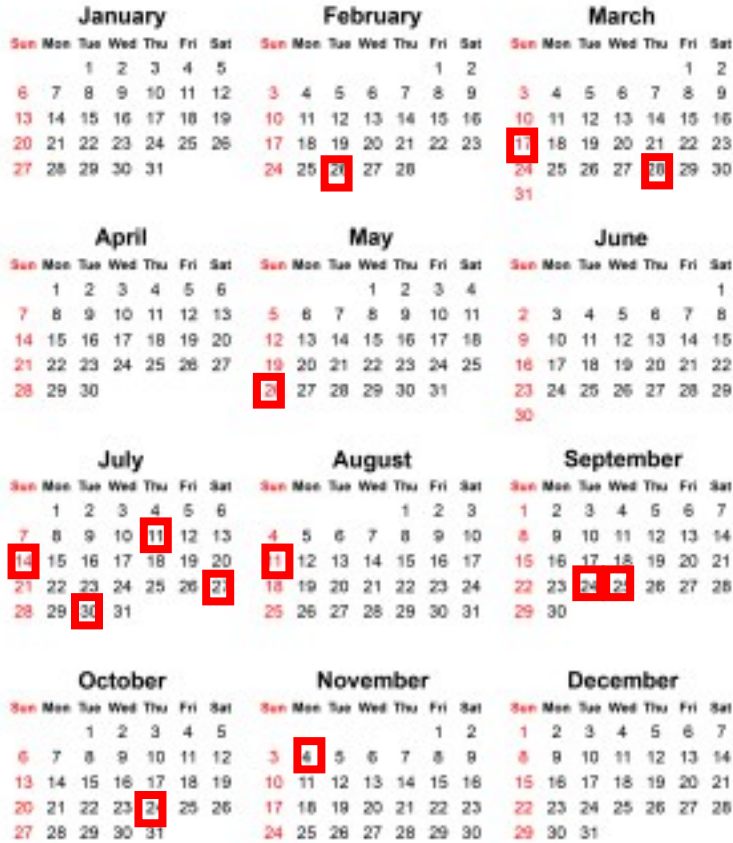 January February March
Sun Mon Tue Wed Thu Fri Sat Sun Mon Tue Wed Thu Fri Sat Sun Mon Tue Wed Thu Fri Sat
1 2 3 4 5 1 2 1 2
6 7 8 9 10 11 12 3 4 5 6 7 8 9 3 4 5 6 7 8 9
13 14 15 16 17 18 19 10 11 12 13 14 15 16 10 11 12 13 14 15 16
20 21 22 23 24 25 26 17 18 19 20 21 22 23 17 18 19 20 21 22 23
27 28 29 30 31 24 25 26 27 28 24 25 26 27 28 29 30
31
April May June
Sun Mon Tue Wed Thu Fri Sat Sun Mon Tue Wed Thu Fri Sat Sun Mon Tue Wed Thu Fri Sat
1 2 3 4 5 6 1 2 3 4 1
7 8 9 10 11 12 13 5 6 7 8 9 10 11 2 3 4 5 6 7 8
14 15 16 17 18 19 20 12 13 14 15 16 17 18 9 10 11 12 13 14 15
21 22 23 24 25 26 27 19 20 21 22 23 24 25 16 17 18 19 20 21 22
28 29 30 26 27 28 29 30 31 23 24 25 26 27 28 29
30
July August September
Sun Mon Tue Wed Thu Fri Sat Sun Mon Tue Wed Thu Fri Sat Sun Mon Tue Wed Thu Fri Sat
1 2 3 4 5 6 1 2 3 1 2 3 4 5 6 7
7 8 9 10 11 12 13 4 5 6 7 8 9 10 8 9 10 11 12 13 14
14 15 16 17 18 19 20 11 12 13 14 15 16 17 15 16 17 18 19 20 21
21 22 23 24 25 26 27 18 19 20 21 22 23 24 22 23 24 25 26 27 28
28 29 30 31 25 26 27 28 29 30 31 29 30
October November December
Sun Mon Tue Wed Thu Fri Sat Sun Mon Tue Wed Thu Fri Sat Sun Mon Tue Wed Thu Fri Sat
1 2 3 4 5 1 2 1 2 3 4 5 6 7
6 7 8 9 10 11 12 3 4 5 6 7 8 9 8 9 10 11 12 13 14
13 14 15 16 17 18 19 10 11 12 13 14 15 16 15 16 17 18 19 20 21
20 21 22 23 24 25 26 17 18 19 20 21 22 23 22 23 24 25 26 27 28
27 28 29 30 31 24 25 26 27 28 29 30 29 30 31